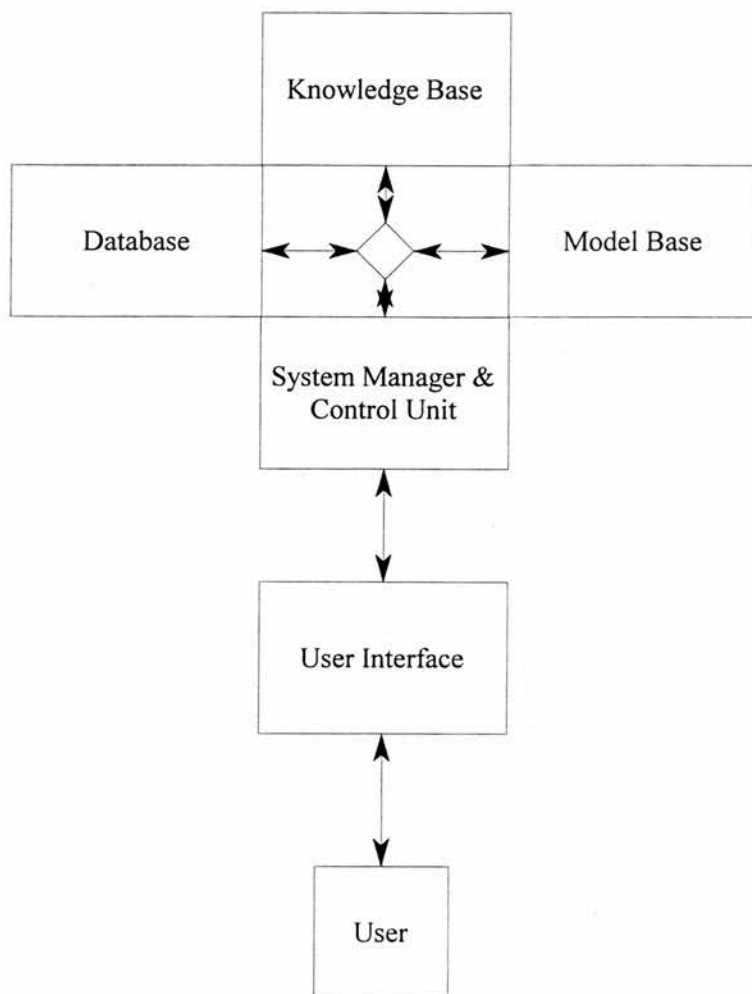 Knowledge Base
Database
Model Base
System Manager &
Control Unit
User Interface
User